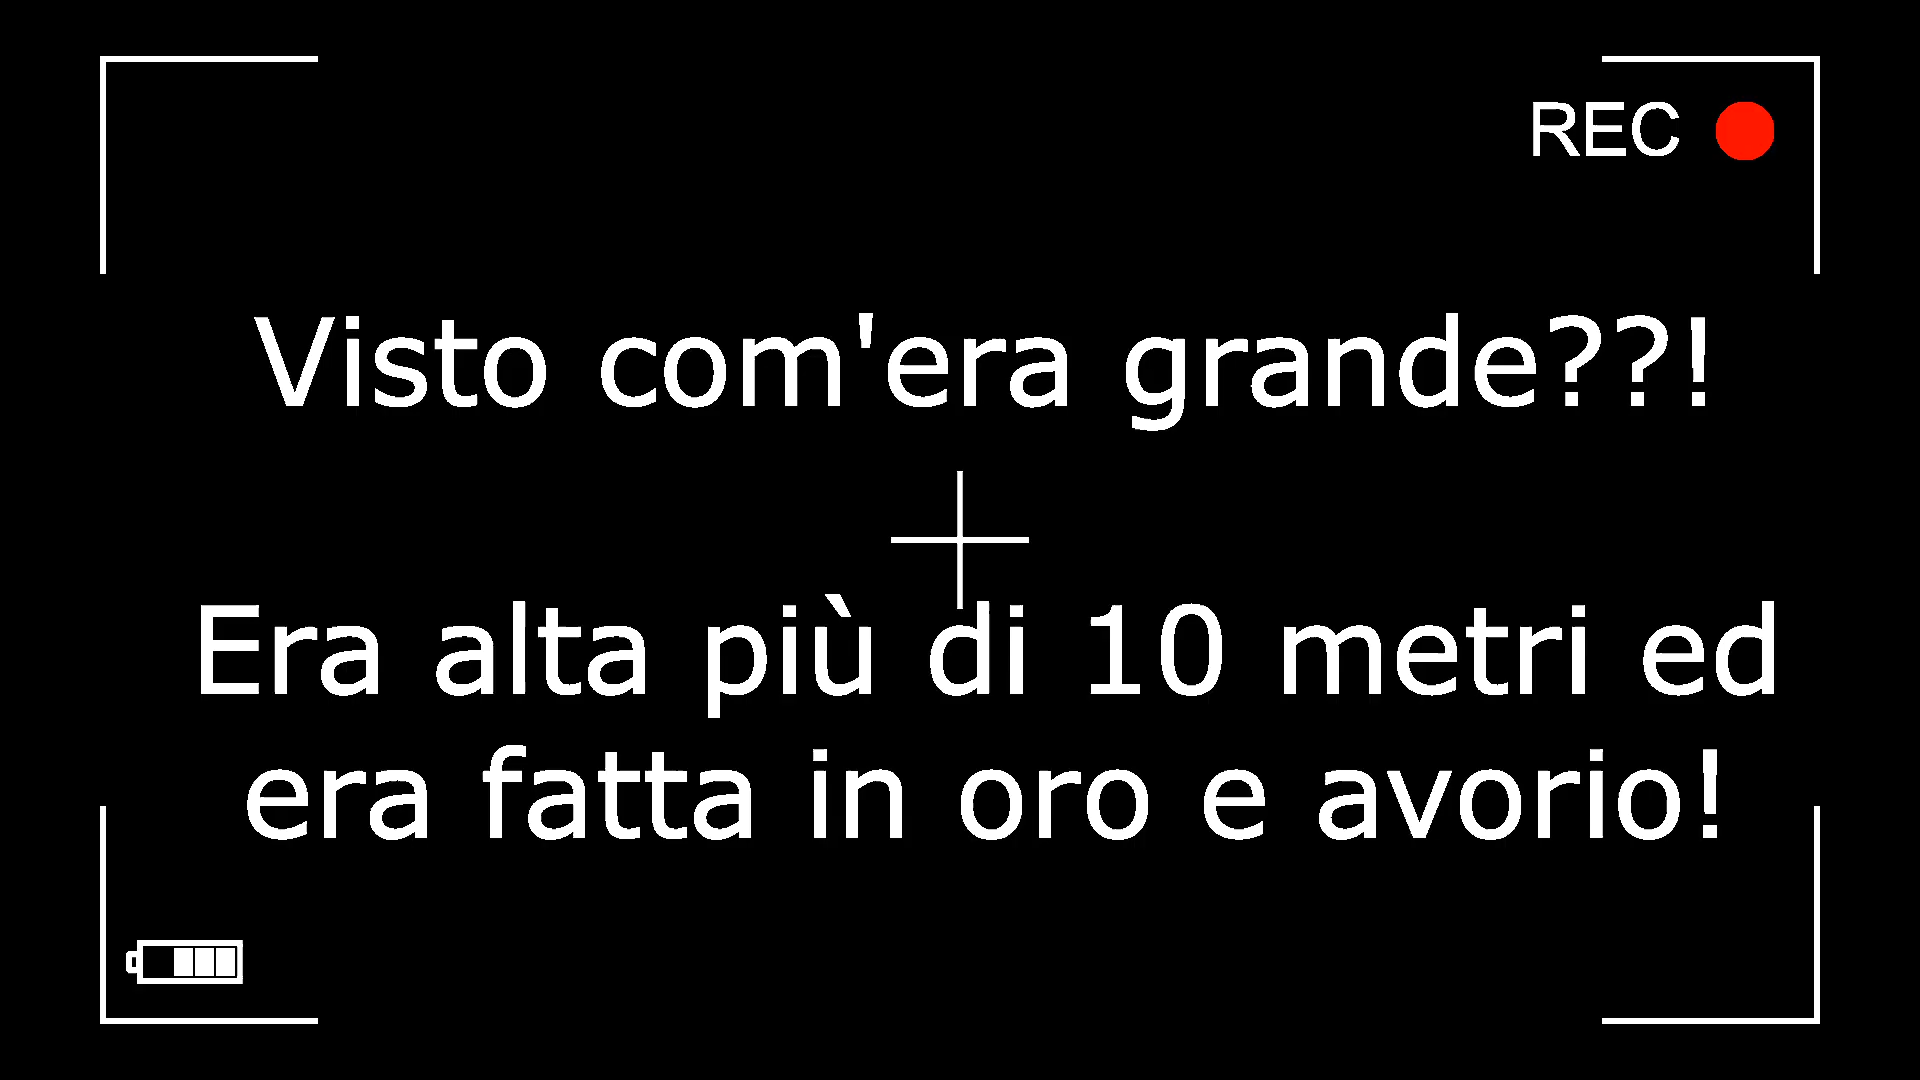 REC
Visto com'era grande??!
Era alta più di 10 metri ed
era fatta in oro e avorio!